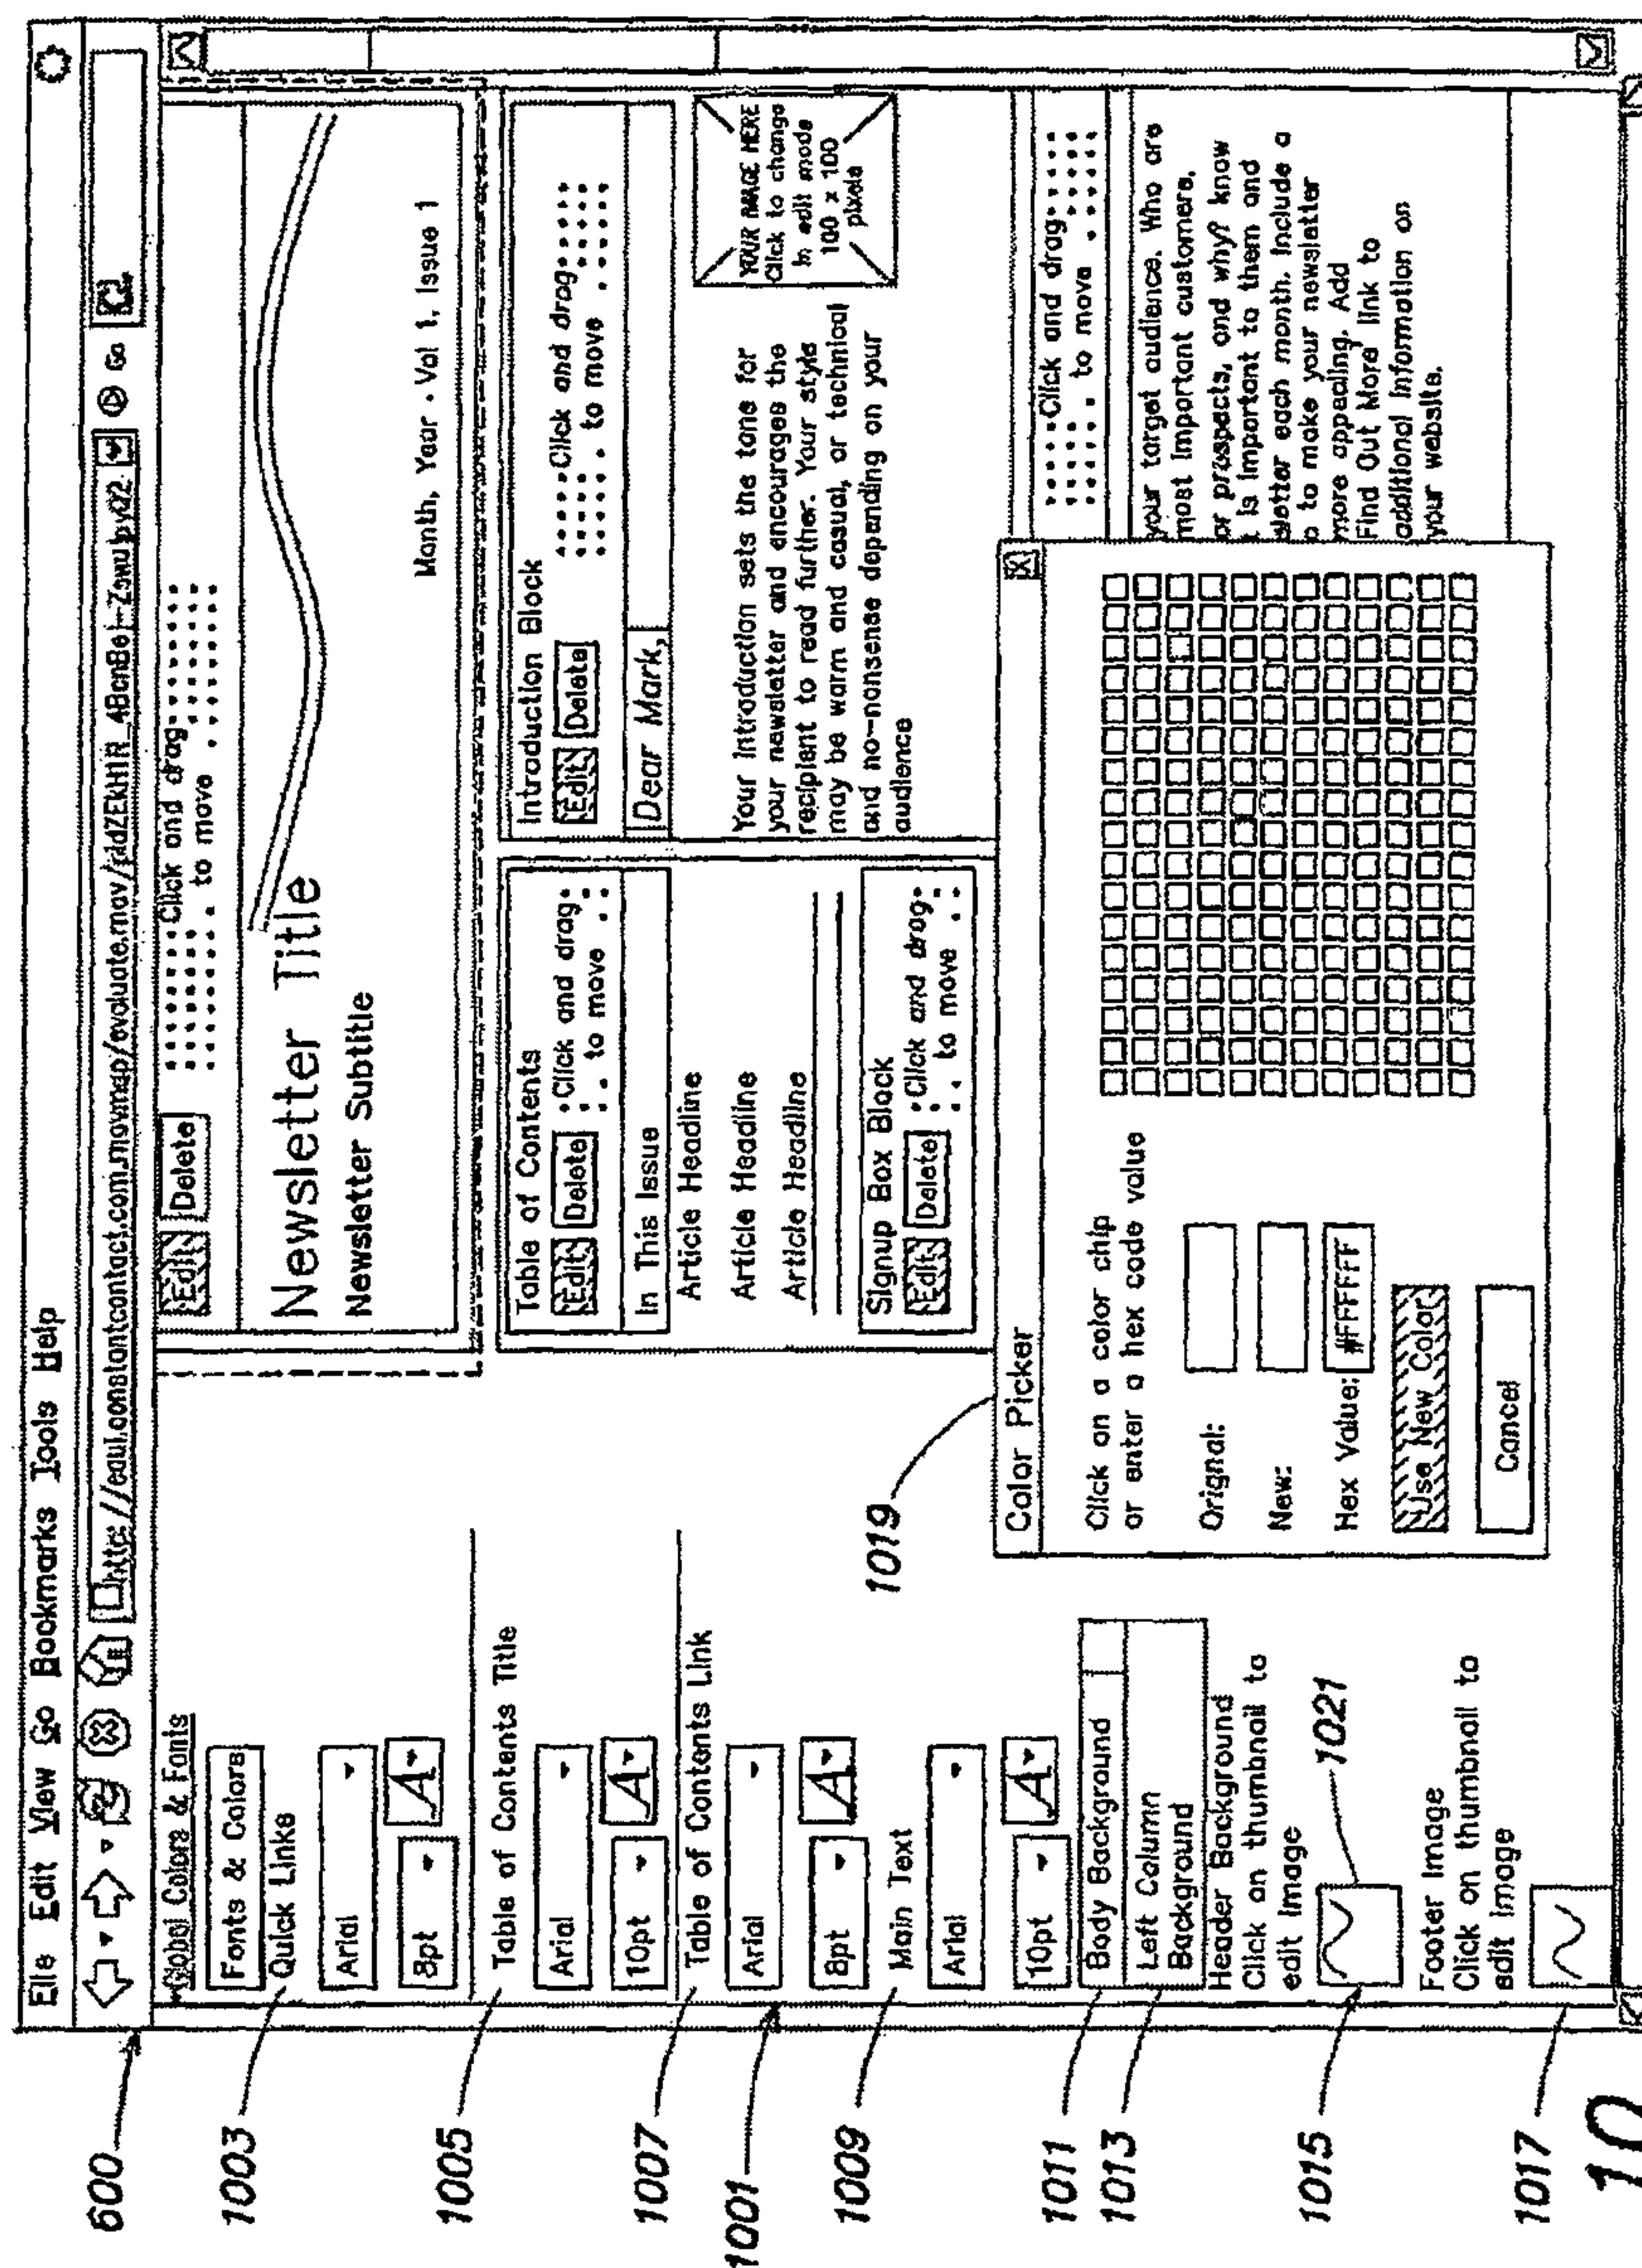 File Edit View Go Bookmarks Tools Help
Go
Global Colors & Fonts
Fonts & Colors
Quick Links
Arial
8pt A
Table of Contents Title
Arial
10pt A
Table of Contents Link
Arial
8pt A
Main Text
Arial
10pt A
Body Background
Left Column
Background
Header Background
Click on thumbnail to
edit Image
Footer Image
Click on thumbnail to
edit Image
Edit Delete
Click and drag
to move
Newsletter Title
Newsletter Subtitle
Month, Year • Vol 1, Issue 1
Table of Contents
Edit Delete Click and drag
to move
In This Issue
Article Headline
Article Headline
Article Headline
Signup Box Block
Edit Delete Click and drag
to move
Introduction Block
Edit Delete Click and drag
to move
Dear Mark,
Your Introduction sets the tone for
your newsletter and encourages the
recipient to read further. Your style
may be warm and casual, or technical
and no-nonsense depending on your
audience
YOUR IMAGE HERE
Click to change
in edit mode
100 x 100
pixels
Click and drag
to move
your target audience. Who are
most important customers,
or prospects, and why? know
is important to them and
each month. Include a
to make your newsletter
more appealing. Add
Find Out More" link to
additional information on
your website.
Color Picker X
Click on a color chip
or enter a hex code value
Orignal:
New:
Hex Value: #FFFFFF
Use New Color
Cancel
600
1003
1005
1007
1001
1009
1011
1013
1015
1017
1019
1021
10